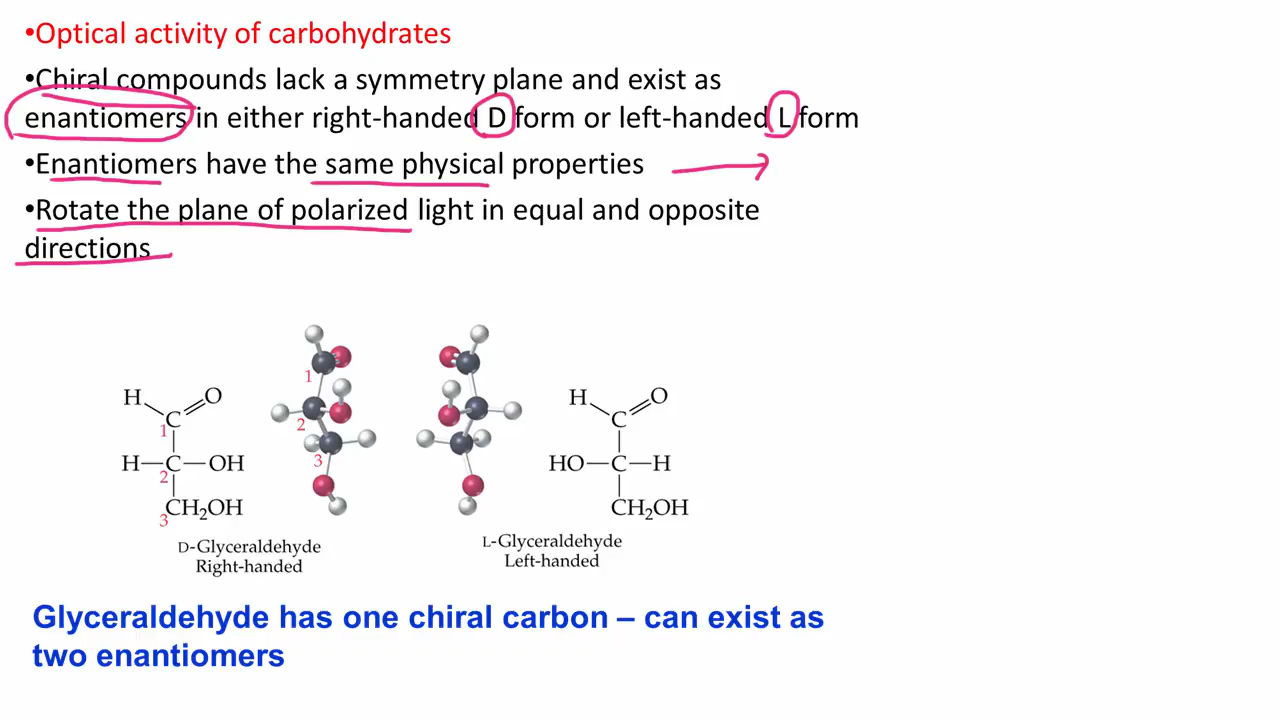 •Optical activity of carbohydrates
•Chiral compounds lack a symmetry plane and exist as
enantiomers in either right-handed D form or left-handed L form
•Enantiomers have the same physical properties
•Rotate the plane of polarized light in equal and opposite
directions
H O
C
1
H—C—OH
2
CH₂OH
3
1
2
3
D-Glyceraldehyde
Right-handed
H O
C
HO—C—H
CH₂OH
L-Glyceraldehyde
Left-handed
Glyceraldehyde has one chiral carbon – can exist as
two enantiomers